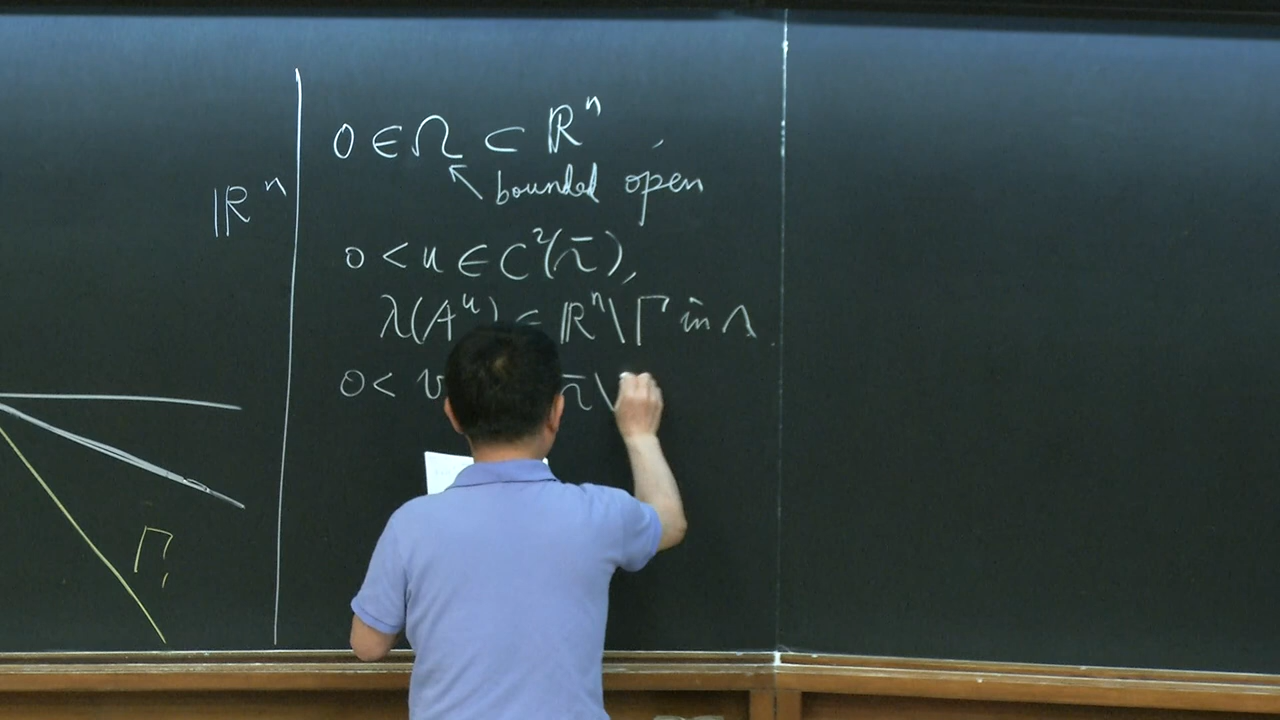 ℝⁿ
Γ
0 ∈ Ω ⊂ ℝⁿ,
↖ bounded open
0 < u ∈ C²(Ω̄),
λ(Aᵘ) ∈ ℝⁿ \ Γ in Ω.
0 < v Ω̄ \